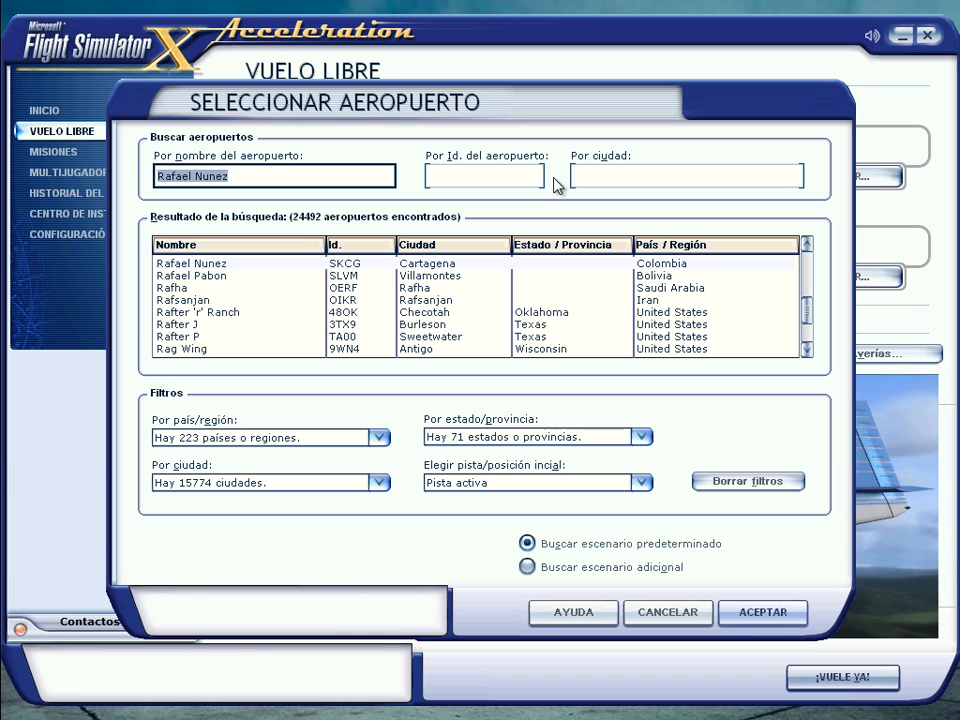 Microsoft
Flight Simulator X Acceleration
VUELO LIBRE
SELECCIONAR AEROPUERTO
INICIO
VUELO LIBRE
MISIONES
MULTIJUGADOR
HISTORIAL DEL
CENTRO DE INST
CONFIGURACIÓ
Buscar aeropuertos
Por nombre del aeropuerto: Por Id. del aeropuerto: Por ciudad:
Rafael Nunez
R...
Resultado de la búsqueda: (24492 aeropuertos encontrados)
Nombre Id. Ciudad Estado / Provincia País / Región
Rafael Nunez SKCG Cartagena Colombia
Rafael Pabon SLVM Villamontes Bolivia
R...
Rafha OERF Rafha Saudi Arabia
Rafsanjan OIKR Rafsanjan Iran
Rafter 'r' Ranch 48OK Checotah Oklahoma United States
Rafter J 3TX9 Burleson Texas United States
Rafter P TA00 Sweetwater Texas United States
Rag Wing 9WN4 Antigo Wisconsin United States
verías...
Filtros
Por país/región: Por estado/provincia:
Hay 223 países o regiones. Hay 71 estados o provincias.
Por ciudad: Elegir pista/posición incial:
Hay 15774 ciudades. Pista activa Borrar filtros
Buscar escenario predeterminado
Buscar escenario adicional
AYUDA CANCELAR ACEPTAR
Contactos
¡VUELE YA!